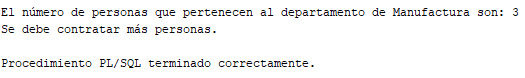 El número de personas que pertenecen al departamento de Manufactura son: 3
Se debe contratar más personas.
Procedimiento PL/SQL terminado correctamente.